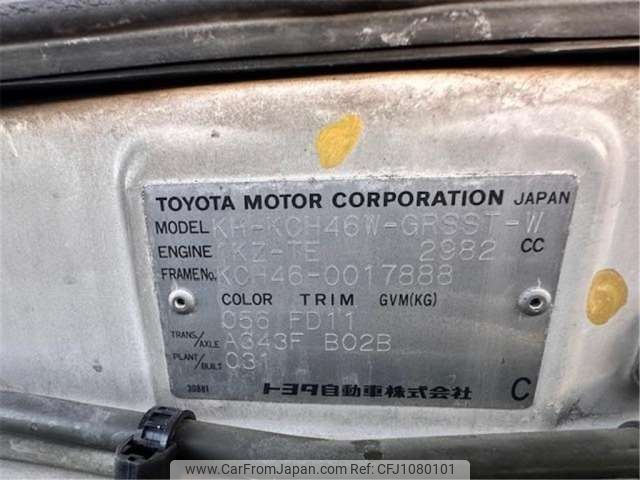 TOYOTA MOTOR CORPORATION JAPAN
MODEL KH-KCH46W-GRSST-W
ENGINE 1KZ-TE 2982 CC
FRAME No. KCH46-0017888
COLOR TRIM GVM(KG)
056 FD11
TRANS/AXLE A343F B02B
PLANT/BUILT 031
30881 トヨタ自動車株式会社 C
www.CarFromJapan.com | Ref No. CFJ1080101